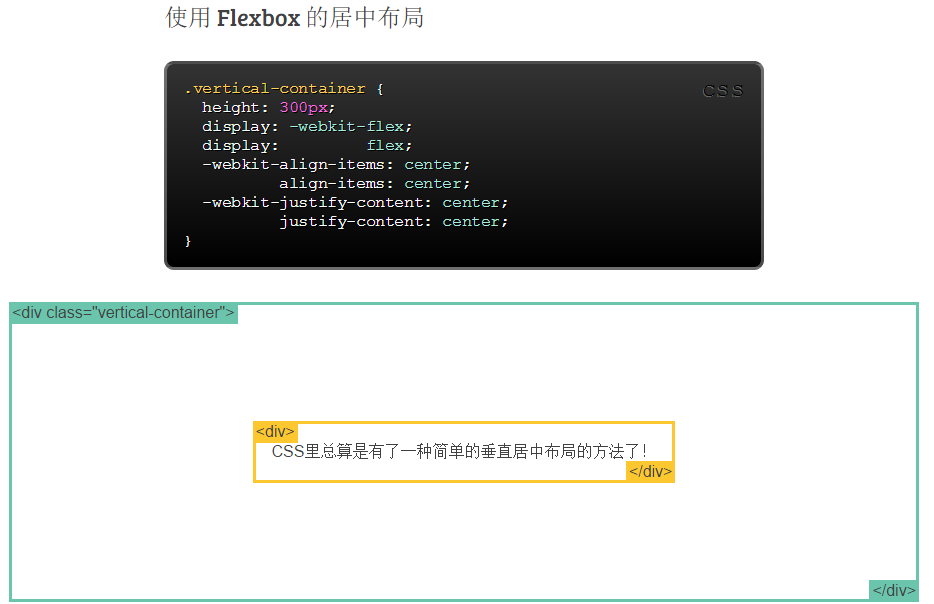 使用 Flexbox 的居中布局
CSS
.vertical-container {
  height: 300px;
  display: -webkit-flex;
  display:         flex;
  -webkit-align-items: center;
          align-items: center;
  -webkit-justify-content: center;
          justify-content: center;
}
<div class="vertical-container">
<div>
CSS里总算是有了一种简单的垂直居中布局的方法了!
</div>
</div>